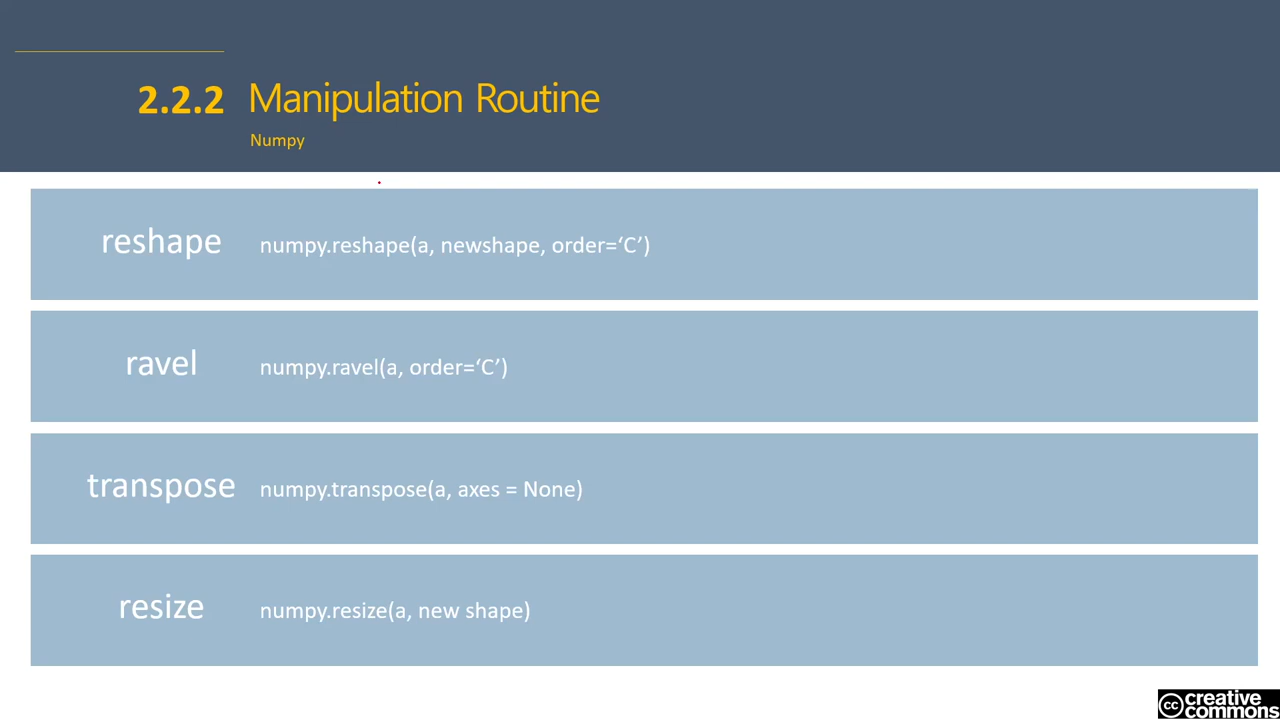 2.2.2 Manipulation Routine
Numpy
reshape numpy.reshape(a, newshape, order=‘C’)
ravel numpy.ravel(a, order=‘C’)
transpose numpy.transpose(a, axes = None)
resize numpy.resize(a, new shape)
cc creative
commons